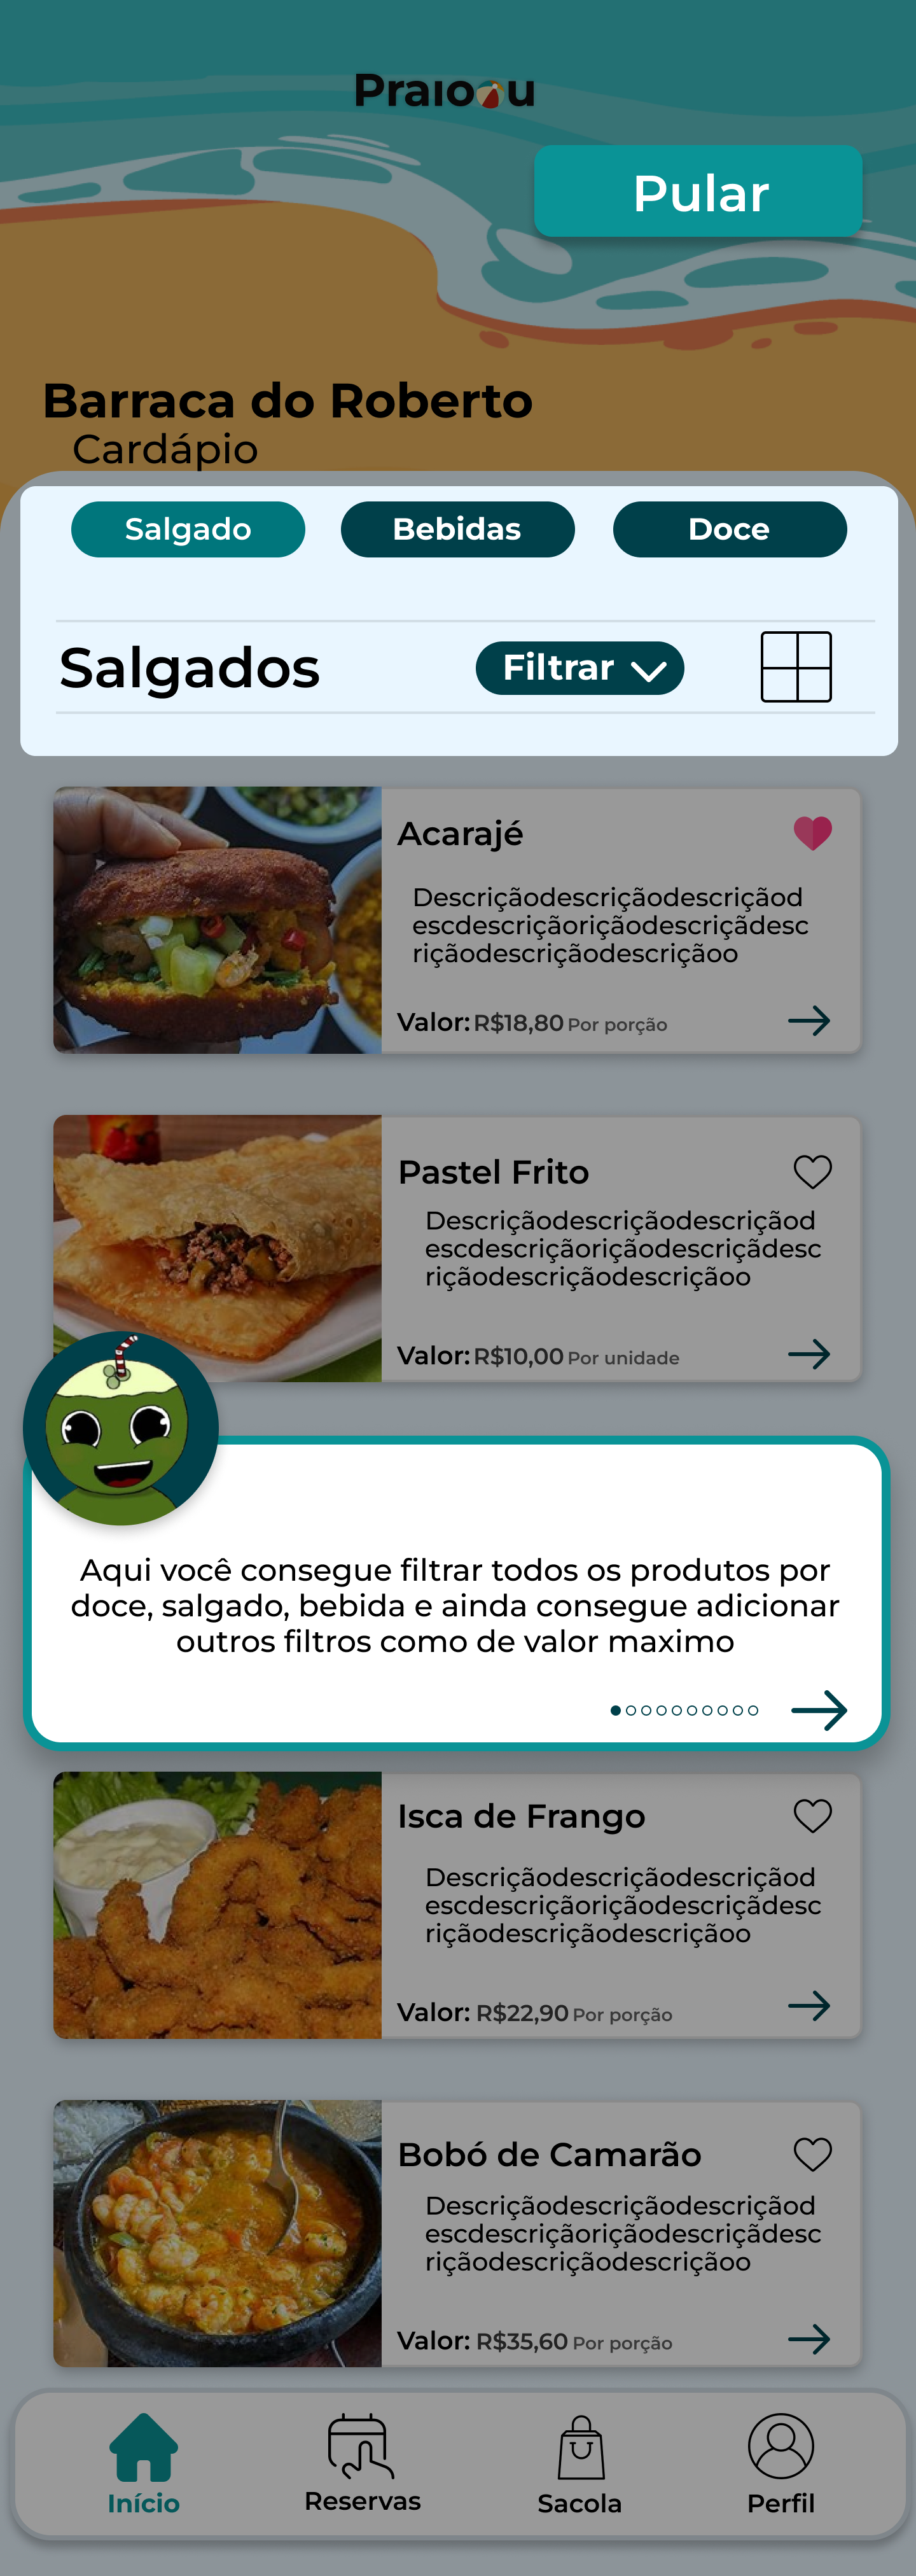 Praiou
Pular
Barraca do Roberto
Cardápio
Salgado
Bebidas
Doce
Salgados
Filtrar
Acarajé
Descriçãodescriçãodescriçãod
escdescriçãoriçãodescriçãdesc
riçãodescriçãodescriçãoo
Valor: R$18,80 Por porção
Pastel Frito
Descriçãodescriçãodescriçãod
escdescriçãoriçãodescriçãdesc
riçãodescriçãodescriçãoo
Valor: R$10,00 Por unidade
Aqui você consegue filtrar todos os produtos por
doce, salgado, bebida e ainda consegue adicionar
outros filtros como de valor maximo
Isca de Frango
Descriçãodescriçãodescriçãod
escdescriçãoriçãodescriçãdesc
riçãodescriçãodescriçãoo
Valor: R$22,90 Por porção
Bobó de Camarão
Descriçãodescriçãodescriçãod
escdescriçãoriçãodescriçãdesc
riçãodescriçãodescriçãoo
Valor: R$35,60 Por porção
Início
Reservas
Sacola
Perfil